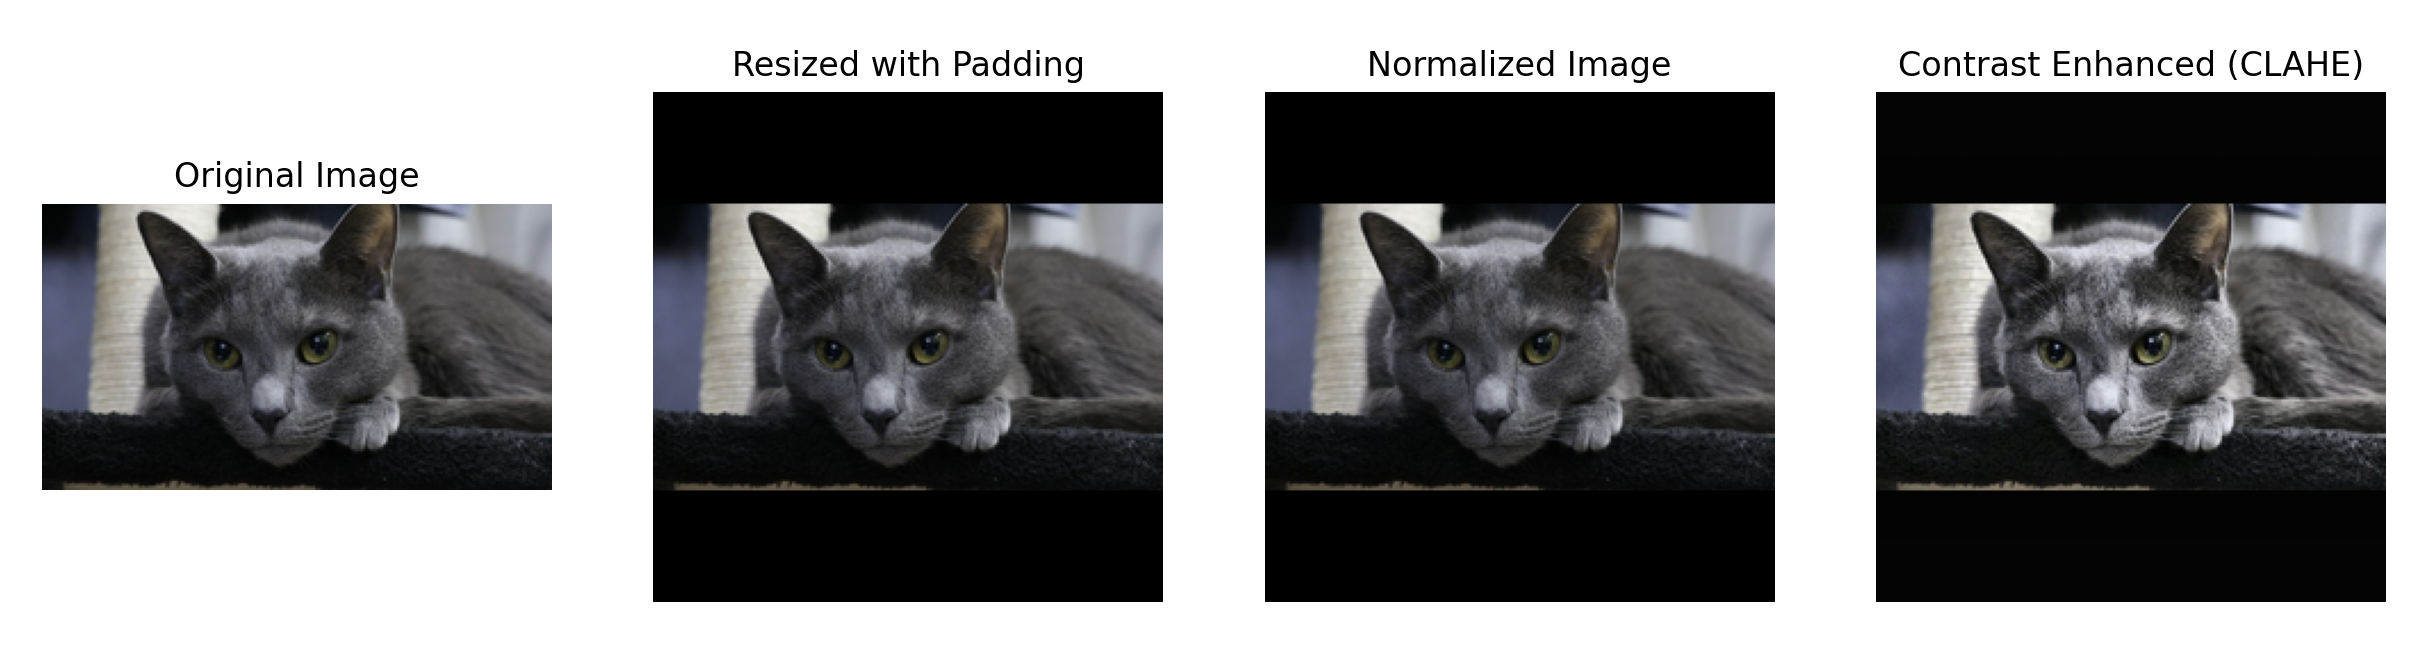 Original Image
Resized with Padding
Normalized Image
Contrast Enhanced (CLAHE)